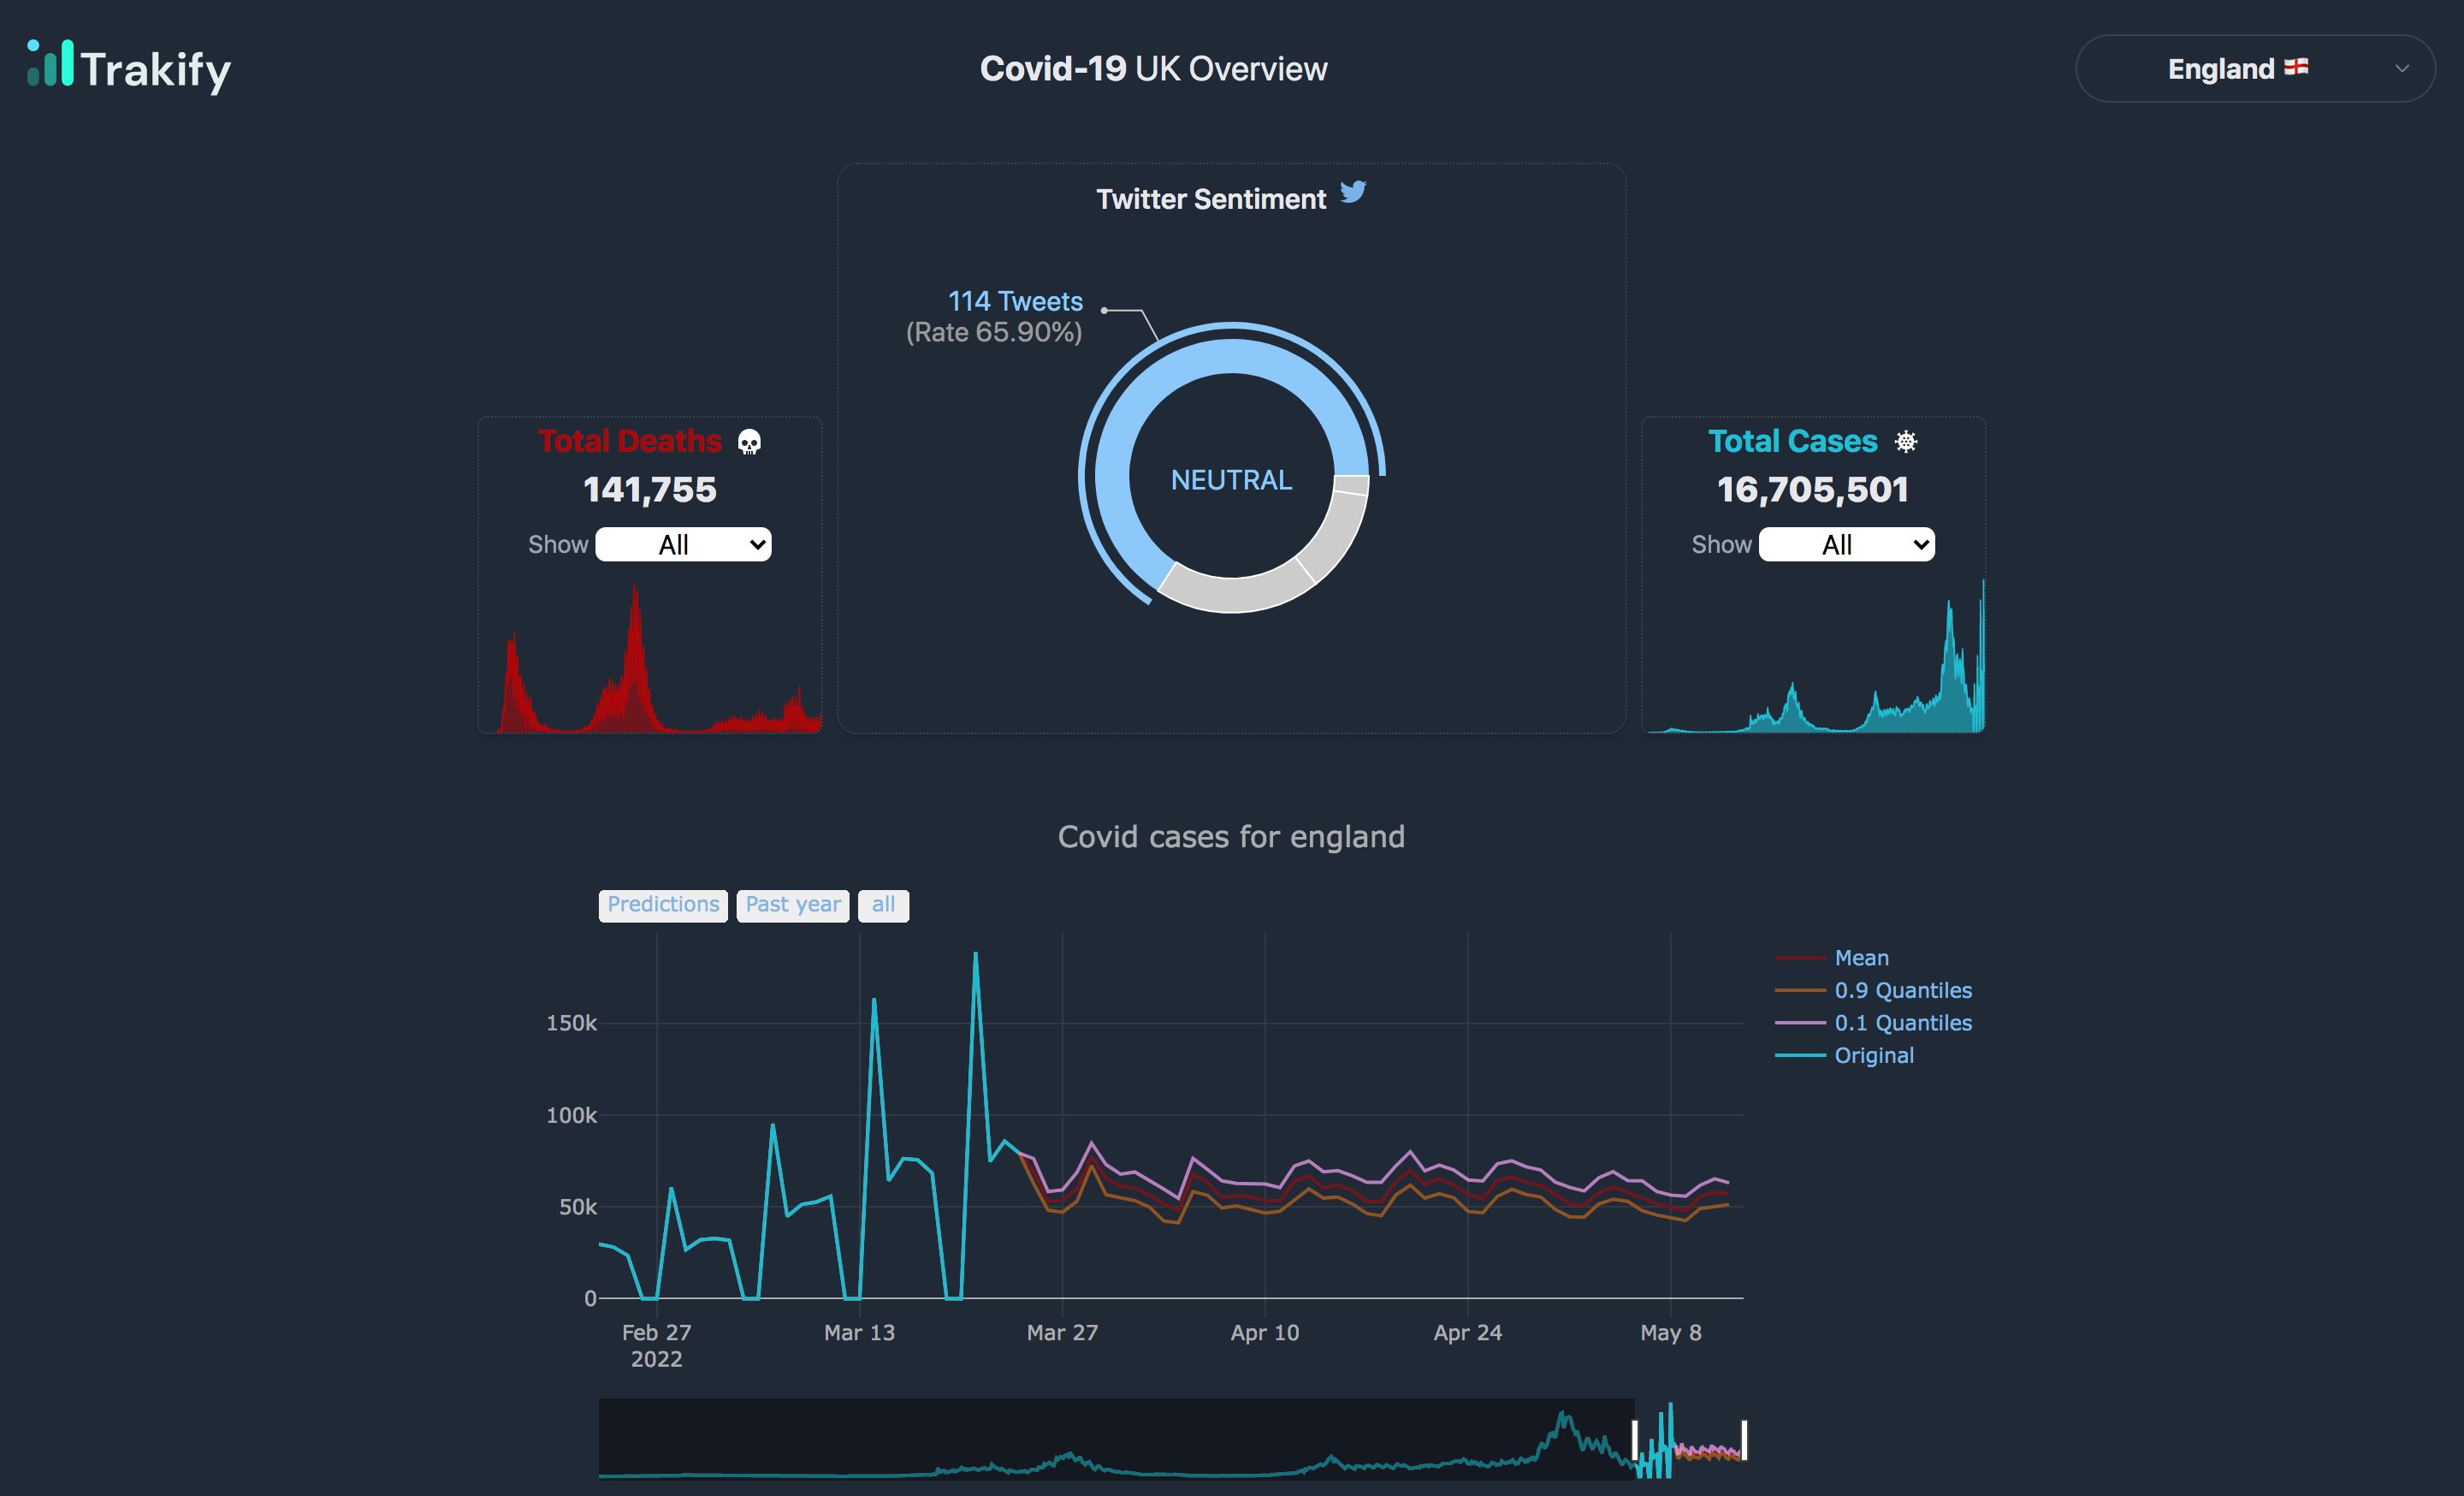 Trakify
Covid-19 UK Overview
England
Twitter Sentiment
114 Tweets
(Rate 65.90%)
NEUTRAL
Total Deaths
141,755
Show All
Total Cases
16,705,501
Show All
Covid cases for england
Predictions Past year all
Mean
0.9 Quantiles
0.1 Quantiles
Original
150k
100k
50k
0
Feb 27 Mar 13 Mar 27 Apr 10 Apr 24 May 8
2022